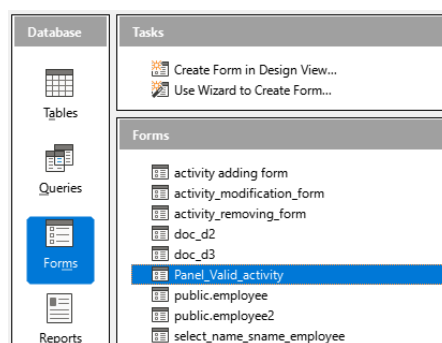 Database
Tables
Queries
Forms
Reports
Tasks
Create Form in Design View...
Use Wizard to Create Form...
Forms
activity adding form
activity_modification_form
activity_removing_form
doc_d2
doc_d3
Panel_Valid_activity
public.employee
public.employee2
select_name_sname_employee